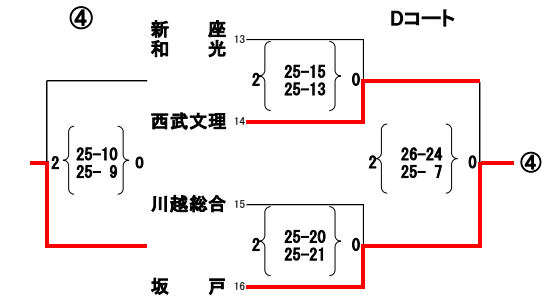 ④ Dコート
新座 13
和光
2 25-15 0
25-13
西武文理 14
2 25-10 0
25- 9
2 26-24 0
25- 7
④
川越総合 15
2 25-20 0
25-21
坂戸 16